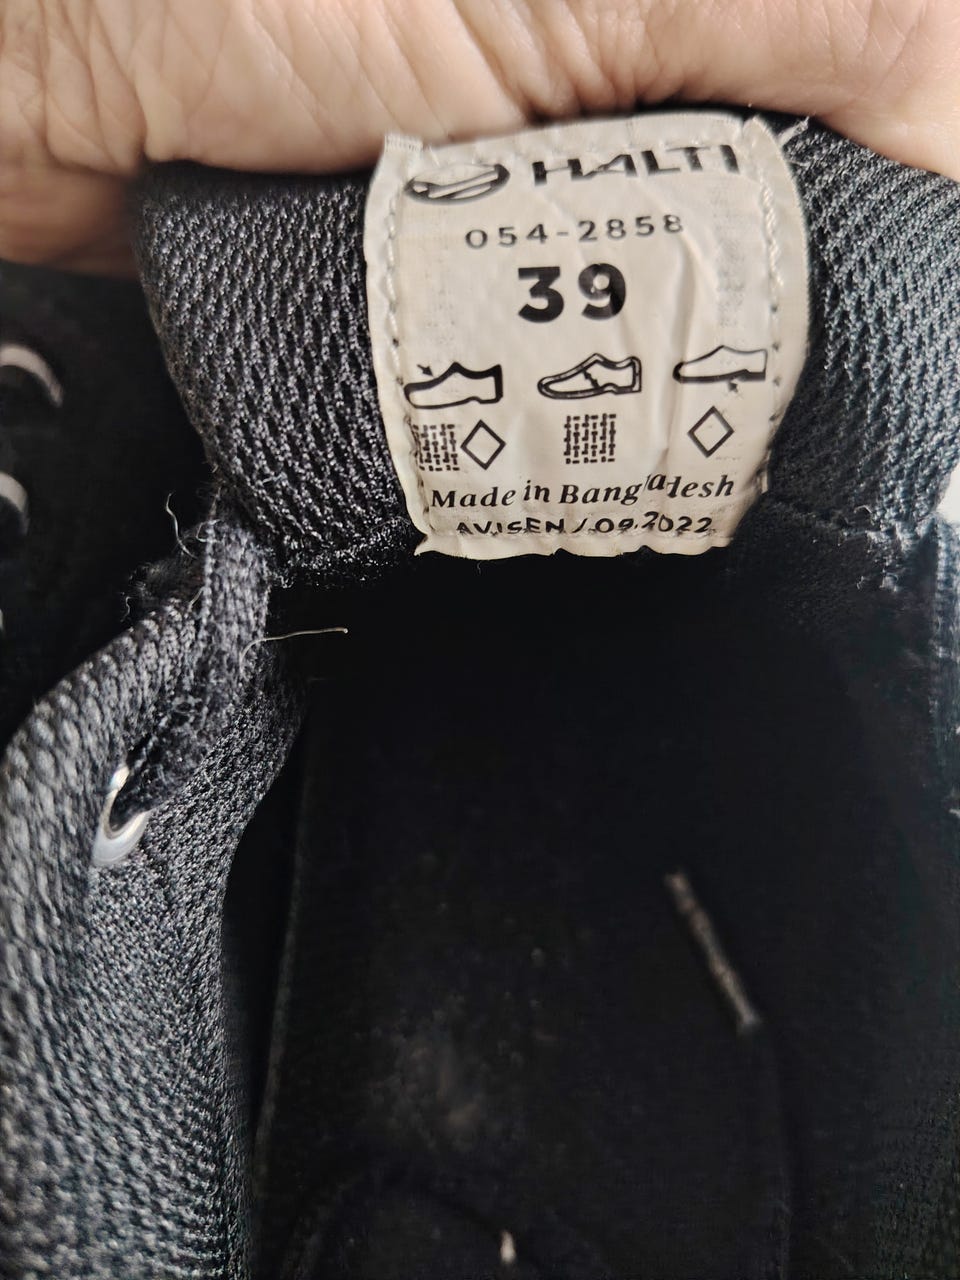 HALTI
054-2858
39
Made in Bangladesh
AVISEN/09.2022